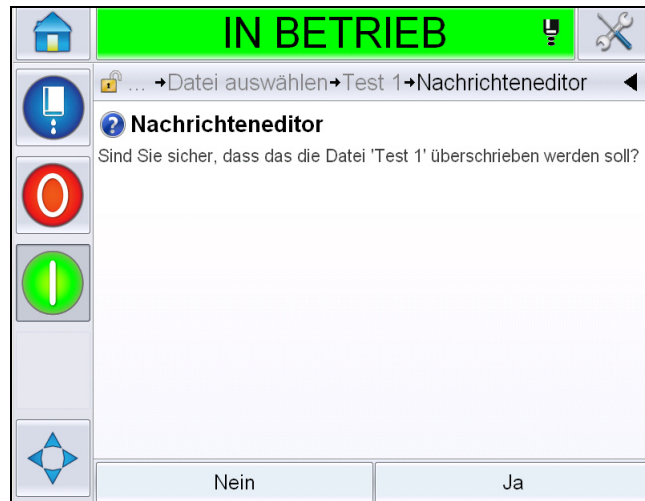 IN BETRIEB
... →Datei auswählen→Test 1→Nachrichteneditor
Nachrichteneditor
Sind Sie sicher, dass das die Datei 'Test 1' überschrieben werden soll?
Nein
Ja